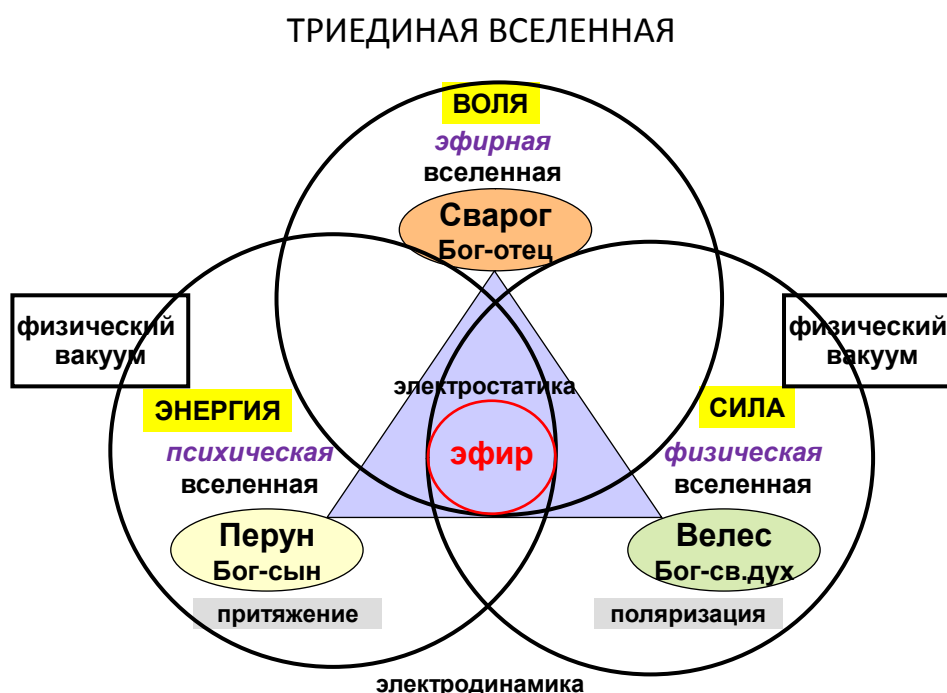 ТРИЕДИНАЯ ВСЕЛЕННАЯ
ВОЛЯ
эфирная
вселенная
Сварог
Бог-отец
физический
вакуум
физический
вакуум
электростатика
ЭНЕРГИЯ
психическая
вселенная
эфир
СИЛА
физическая
вселенная
Перун
Бог-сын
притяжение
Велес
Бог-св.дух
поляризация
электродинамика